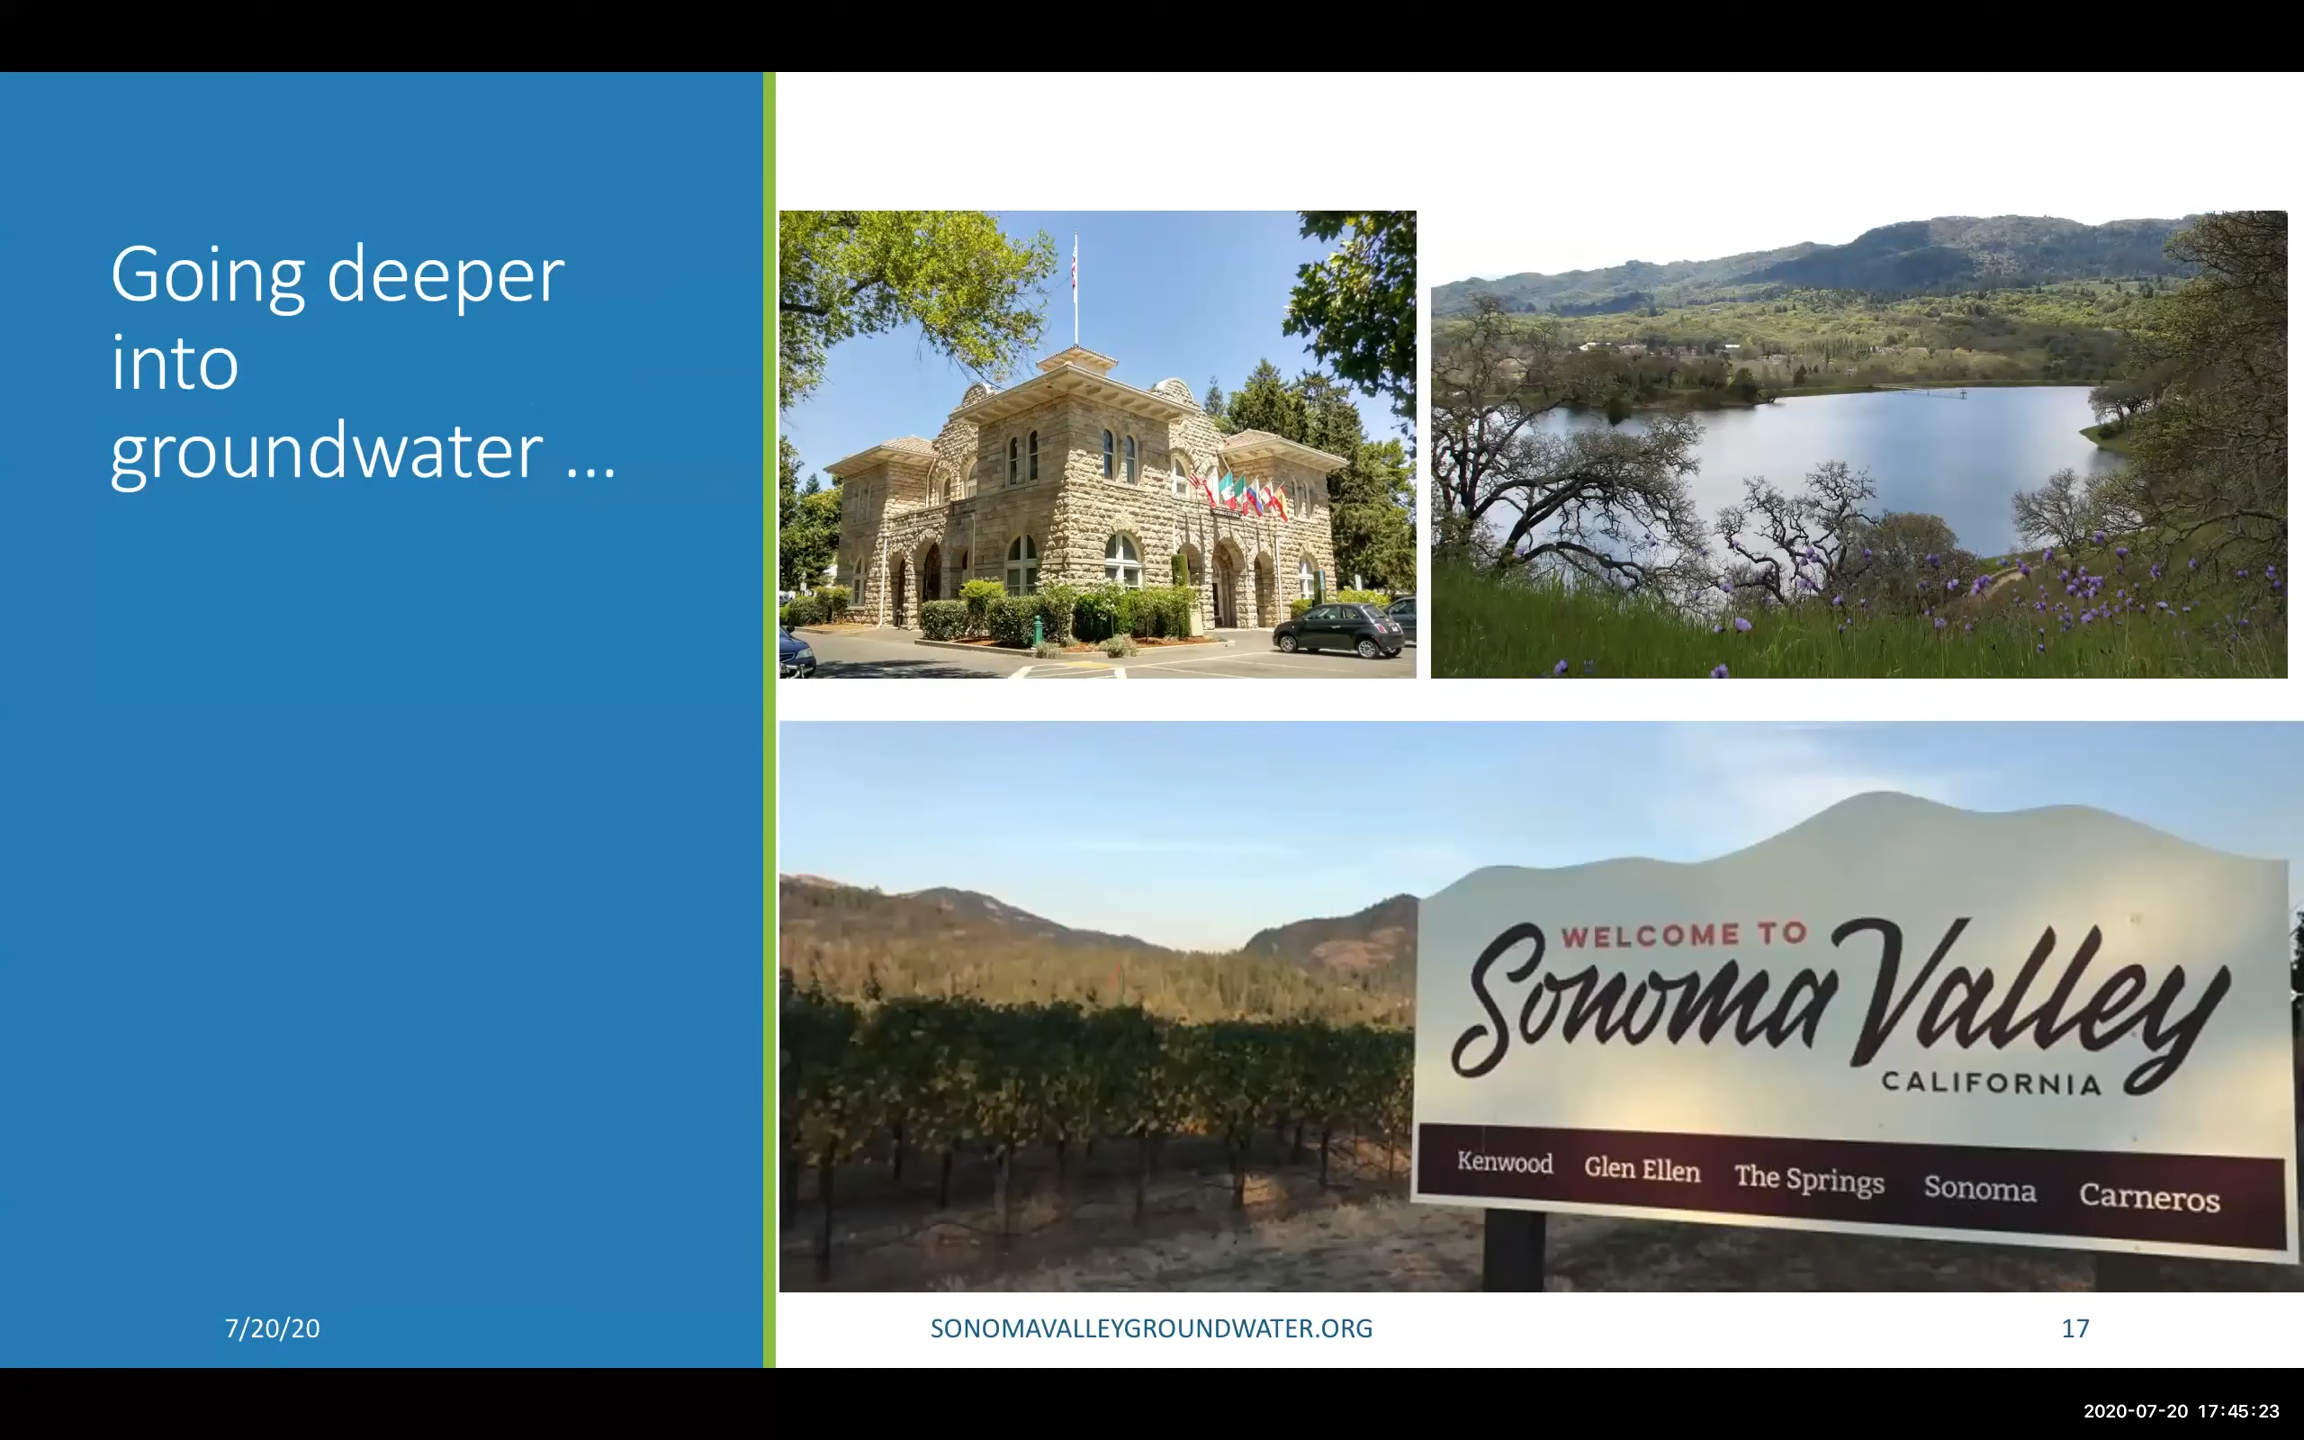 Going deeper
into
groundwater ...
WELCOME TO
Sonoma Valley
CALIFORNIA
Kenwood Glen Ellen The Springs Sonoma Carneros
7/20/20
SONOMAVALLEYGROUNDWATER.ORG
17
2020-07-20 17:45:23